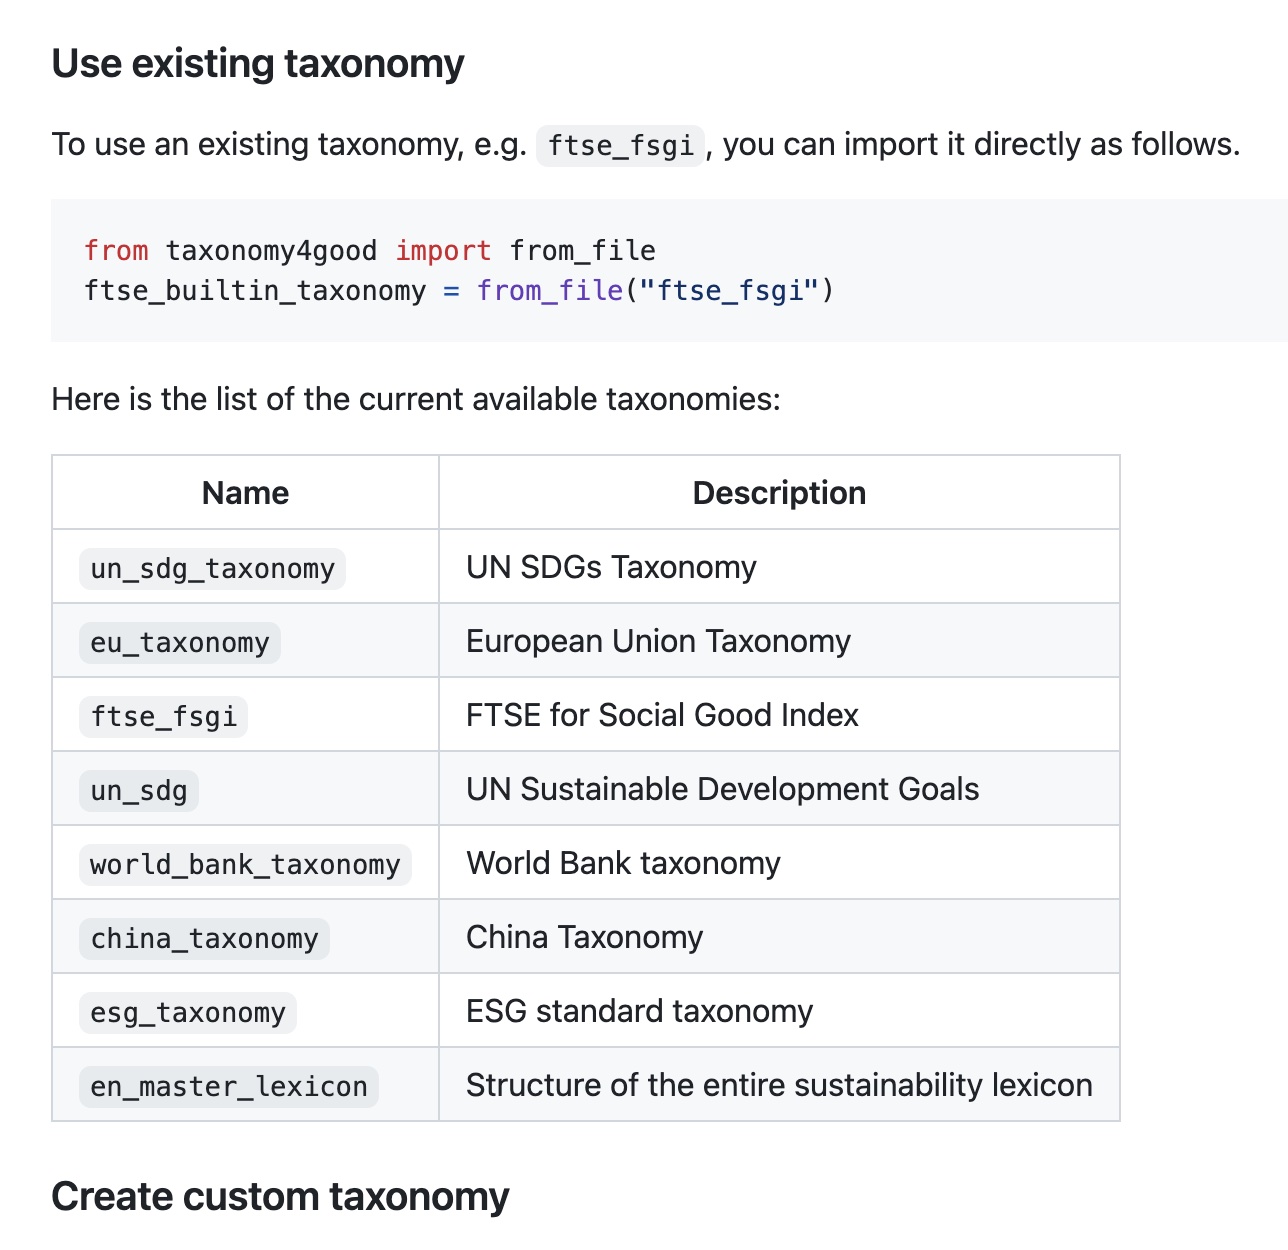 Use existing taxonomy
To use an existing taxonomy, e.g. ftse_fsgi, you can import it directly as follows.
from taxonomy4good import from_file
ftse_builtin_taxonomy = from_file("ftse_fsgi")
Here is the list of the current available taxonomies:
Name Description
un_sdg_taxonomy UN SDGs Taxonomy
eu_taxonomy European Union Taxonomy
ftse_fsgi FTSE for Social Good Index
un_sdg UN Sustainable Development Goals
world_bank_taxonomy World Bank taxonomy
china_taxonomy China Taxonomy
esg_taxonomy ESG standard taxonomy
en_master_lexicon Structure of the entire sustainability lexicon
Create custom taxonomy